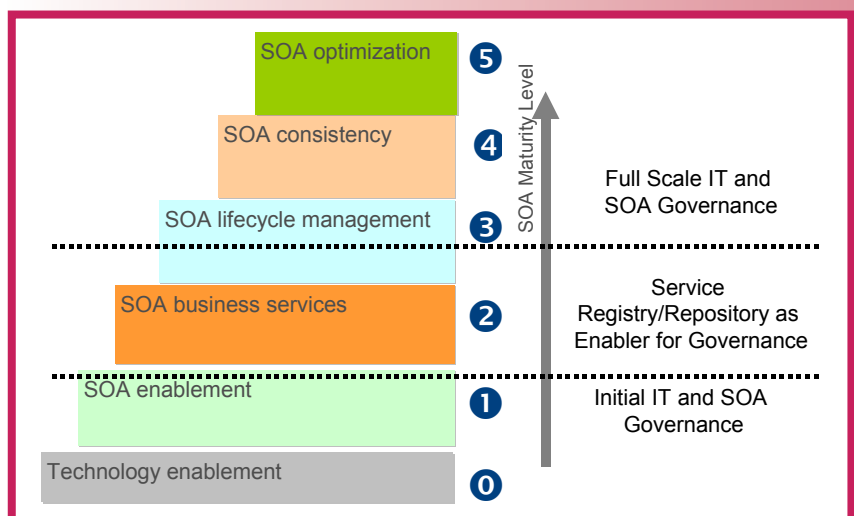 SOA optimization
5
SOA consistency
4
SOA lifecycle management
3
SOA business services
2
SOA enablement
1
Technology enablement
0
SOA Maturity Level
Full Scale IT and
SOA Governance
Service
Registry/Repository as
Enabler for Governance
Initial IT and SOA
Governance